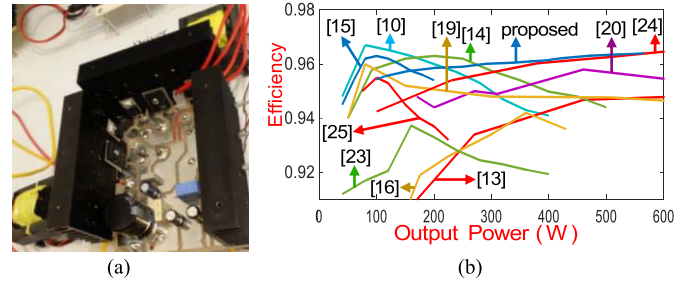 0.98
0.96
0.94
0.92
Efficiency
[15]
[10]
[19]
[14]
proposed
[20]
[24]
[25]
[23]
[16]
[13]
0 100 200 300 400 500 600
Output Power (W)
(a)
(b)